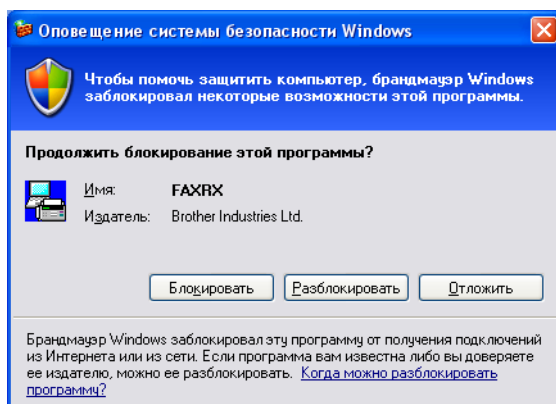 Оповещение системы безопасности Windows
Чтобы помочь защитить компьютер, брандмауэр Windows
заблокировал некоторые возможности этой программы.
Продолжить блокирование этой программы?
Имя: FAXRX
Издатель: Brother Industries Ltd.
Блокировать Разблокировать Отложить
Брандмауэр Windows заблокировал эту программу от получения подключений
из Интернета или из сети. Если программа вам известна либо вы доверяете
ее издателю, можно ее разблокировать. Когда можно разблокировать
программу?